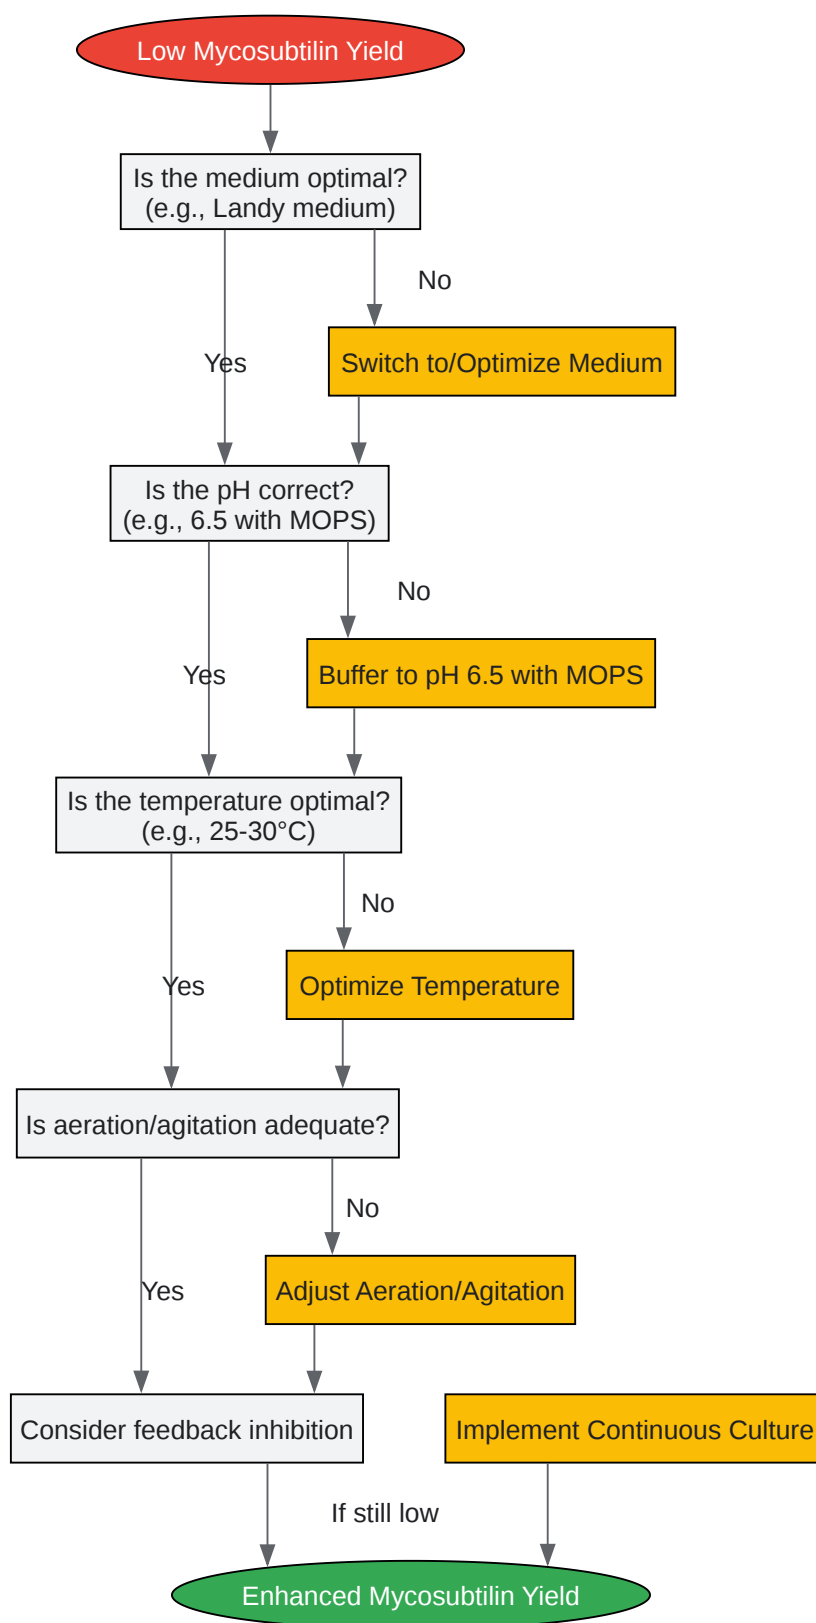 Low Mycosubtilin Yield
Is the medium optimal?
(e.g., Landy medium)
No
Yes
Switch to/Optimize Medium
Is the pH correct?
(e.g., 6.5 with MOPS)
No
Yes
Buffer to pH 6.5 with MOPS
Is the temperature optimal?
(e.g., 25-30°C)
No
Yes
Optimize Temperature
Is aeration/agitation adequate?
No
Yes
Adjust Aeration/Agitation
Consider feedback inhibition
Implement Continuous Culture
If still low
Enhanced Mycosubtilin Yield